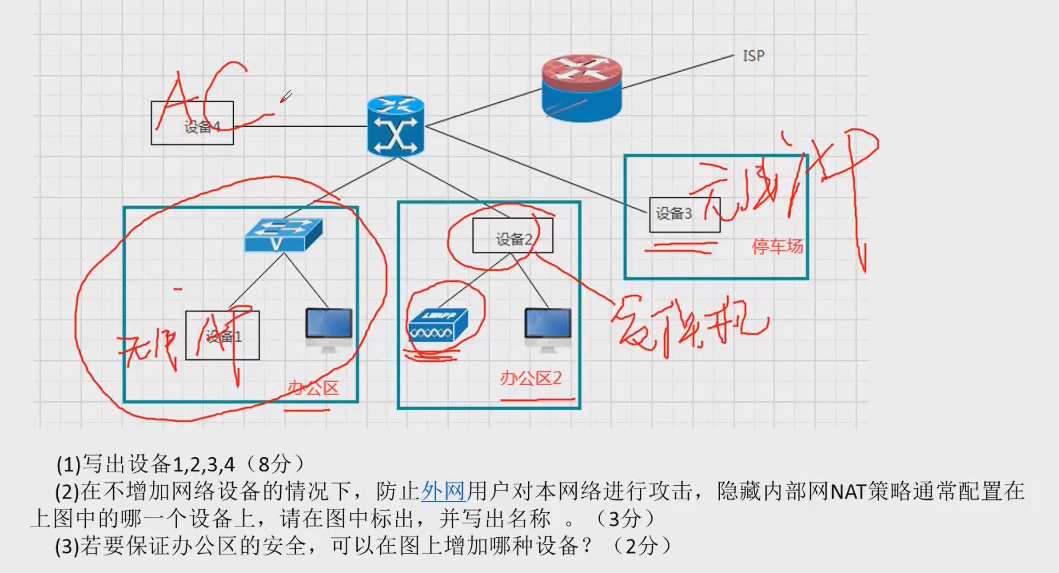 ISP
AC
设备4
无线AP
设备3
停车场
设备2
V
设备1
无线AP
LWAPP
交换机
办公区
办公区2
(1)写出设备1,2,3,4（8分）
(2)在不增加网络设备的情况下，防止外网用户对本网络进行攻击，隐藏内部网NAT策略通常配置在
上图中的哪一个设备上，请在图中标出，并写出名称 。（3分）
(3)若要保证办公区的安全，可以在图上增加哪种设备？（2分）